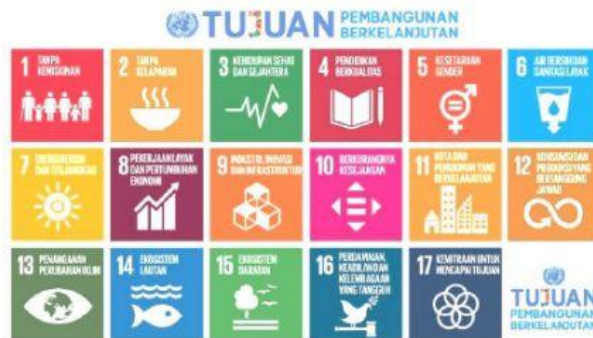 TUJUAN PEMBANGUNAN
BERKELANJUTAN
1 TANPA
KEMISKINAN
2 TANPA
KELAPARAN
3 KEHIDUPAN SEHAT
DAN SEJAHTERA
4 PENDIDIKAN
BERKUALITAS
5 KESETARAAN
GENDER
6 AIR BERSIH DAN
SANITASI LAYAK
7 ENERGI BERSIH
DAN TERJANGKAU
8 PEKERJAAN LAYAK
DAN PERTUMBUHAN
EKONOMI
9 INDUSTRI, INOVASI
DAN INFRASTRUKTUR
10 BERKURANGNYA
KESENJANGAN
11 KOTA DAN
PERMUKIMAN YANG
BERKELANJUTAN
12 KONSUMSI DAN
PRODUKSI YANG
BERTANGGUNG
JAWAB
13 PENANGANAN
PERUBAHAN IKLIM
14 EKOSISTEM
LAUTAN
15 EKOSISTEM
DARATAN
16 PERDAMAIAN,
KEADILAN DAN
KELEMBAGAAN
YANG TANGGUH
17 KEMITRAAN UNTUK
MENCAPAI TUJUAN
TUJUAN
PEMBANGUNAN
BERKELANJUTAN